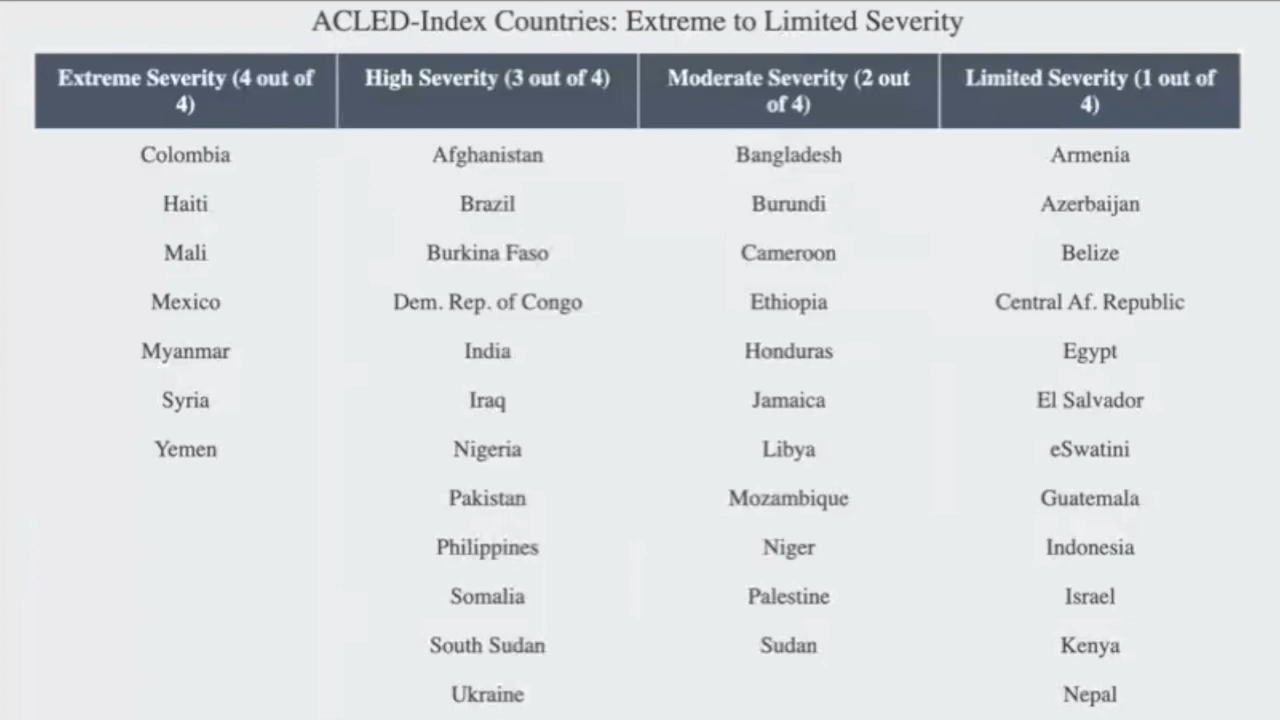 ACLED-Index Countries: Extreme to Limited Severity
Extreme Severity (4 out of
4)
High Severity (3 out of 4)
Moderate Severity (2 out
of 4)
Limited Severity (1 out of
4)
Colombia Afghanistan Bangladesh Armenia
Haiti Brazil Burundi Azerbaijan
Mali Burkina Faso Cameroon Belize
Mexico Dem. Rep. of Congo Ethiopia Central Af. Republic
Myanmar India Honduras Egypt
Syria Iraq Jamaica El Salvador
Yemen Nigeria Libya eSwatini
Pakistan Mozambique Guatemala
Philippines Niger Indonesia
Somalia Palestine Israel
South Sudan Sudan Kenya
Ukraine Nepal